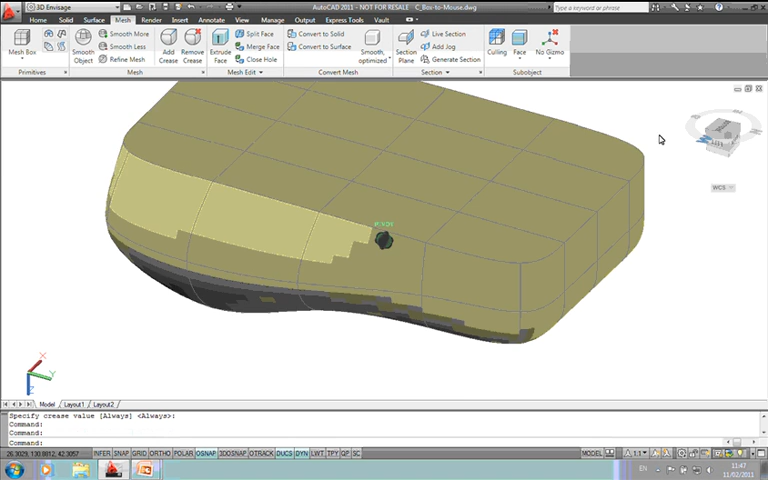 3D Envisage
AutoCAD 2011 - NOT FOR RESALE C_Box-to-Mouse.dwg
Type a keyword or phrase
Home Solid Surface Mesh Render Insert Annotate View Manage Output Express Tools Vault
Mesh Box
Smooth Object
Smooth More
Smooth Less
Refine Mesh
Add Crease
Remove Crease
Extrude Face
Split Face
Merge Face
Close Hole
Convert to Solid
Convert to Surface
Smooth, optimized
Section Plane
Live Section
Add Jog
Generate Section
Culling
Face
No Gizmo
Primitives Mesh Mesh Edit Convert Mesh Section Subobject
WCS
X
Y
Z
Model Layout1 Layout2
Specify crease value [Always] <Always>:
Command:
Command:
Command:
26.3029, 130.8812, 42.3057 INFER SNAP GRID ORTHO POLAR OSNAP 3DOSNAP OTRACK DUCS DYN LWT TPY QP SC MODEL 1:1
EN
11:47
11/02/2011